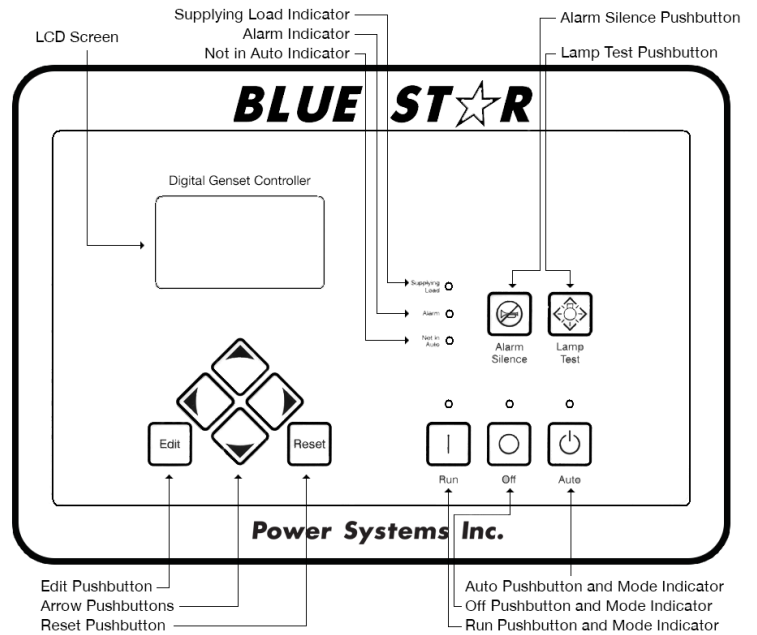 Supplying Load Indicator
Alarm Indicator
Not in Auto Indicator
LCD Screen
Alarm Silence Pushbutton
Lamp Test Pushbutton
BLUE ST☆R
Digital Genset Controller
Supplying
Load
Alarm
Not in
Auto
Alarm
Silence
Lamp
Test
Edit
Reset
Run
Off
Auto
Power Systems Inc.
Edit Pushbutton
Arrow Pushbuttons
Reset Pushbutton
Auto Pushbutton and Mode Indicator
Off Pushbutton and Mode Indicator
Run Pushbutton and Mode Indicator